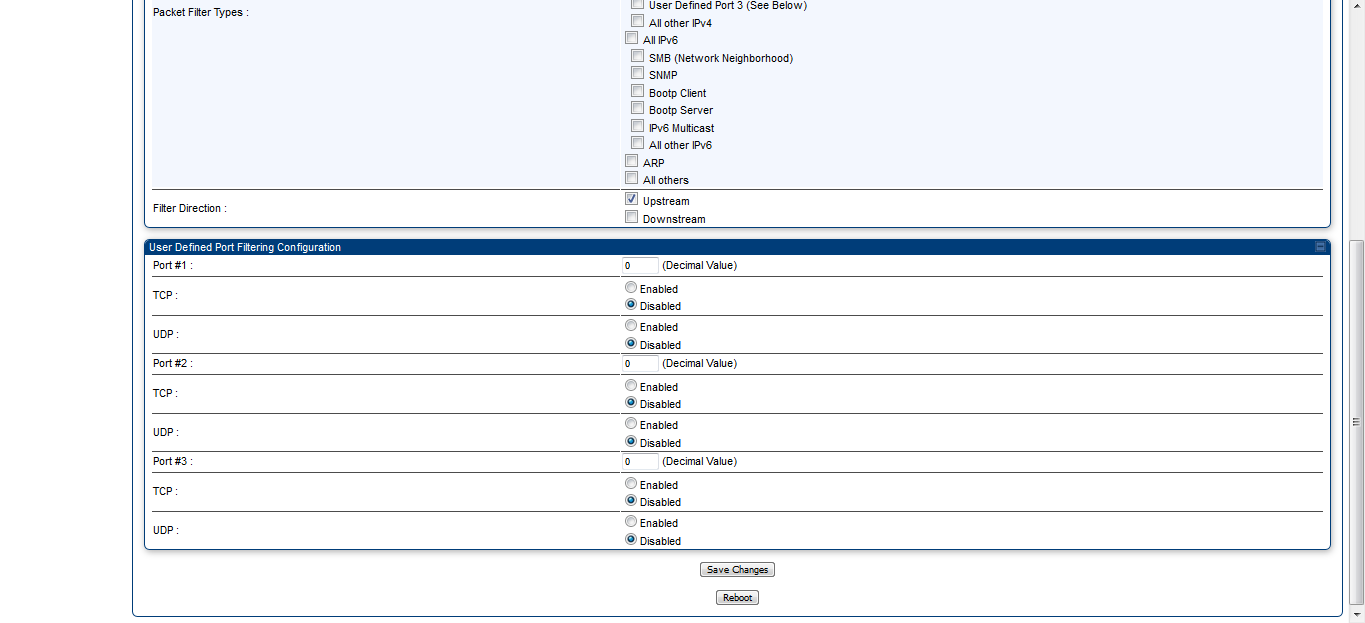 User Defined Port 3 (See Below)
Packet Filter Types :
All other IPv4
All IPv6
SMB (Network Neighborhood)
SNMP
Bootp Client
Bootp Server
IPv6 Multicast
All other IPv6
ARP
All others
Filter Direction :
Upstream
Downstream
User Defined Port Filtering Configuration
Port #1 : 0 (Decimal Value)
TCP :
Enabled
Disabled
UDP :
Enabled
Disabled
Port #2 : 0 (Decimal Value)
TCP :
Enabled
Disabled
UDP :
Enabled
Disabled
Port #3 : 0 (Decimal Value)
TCP :
Enabled
Disabled
UDP :
Enabled
Disabled
Save Changes
Reboot